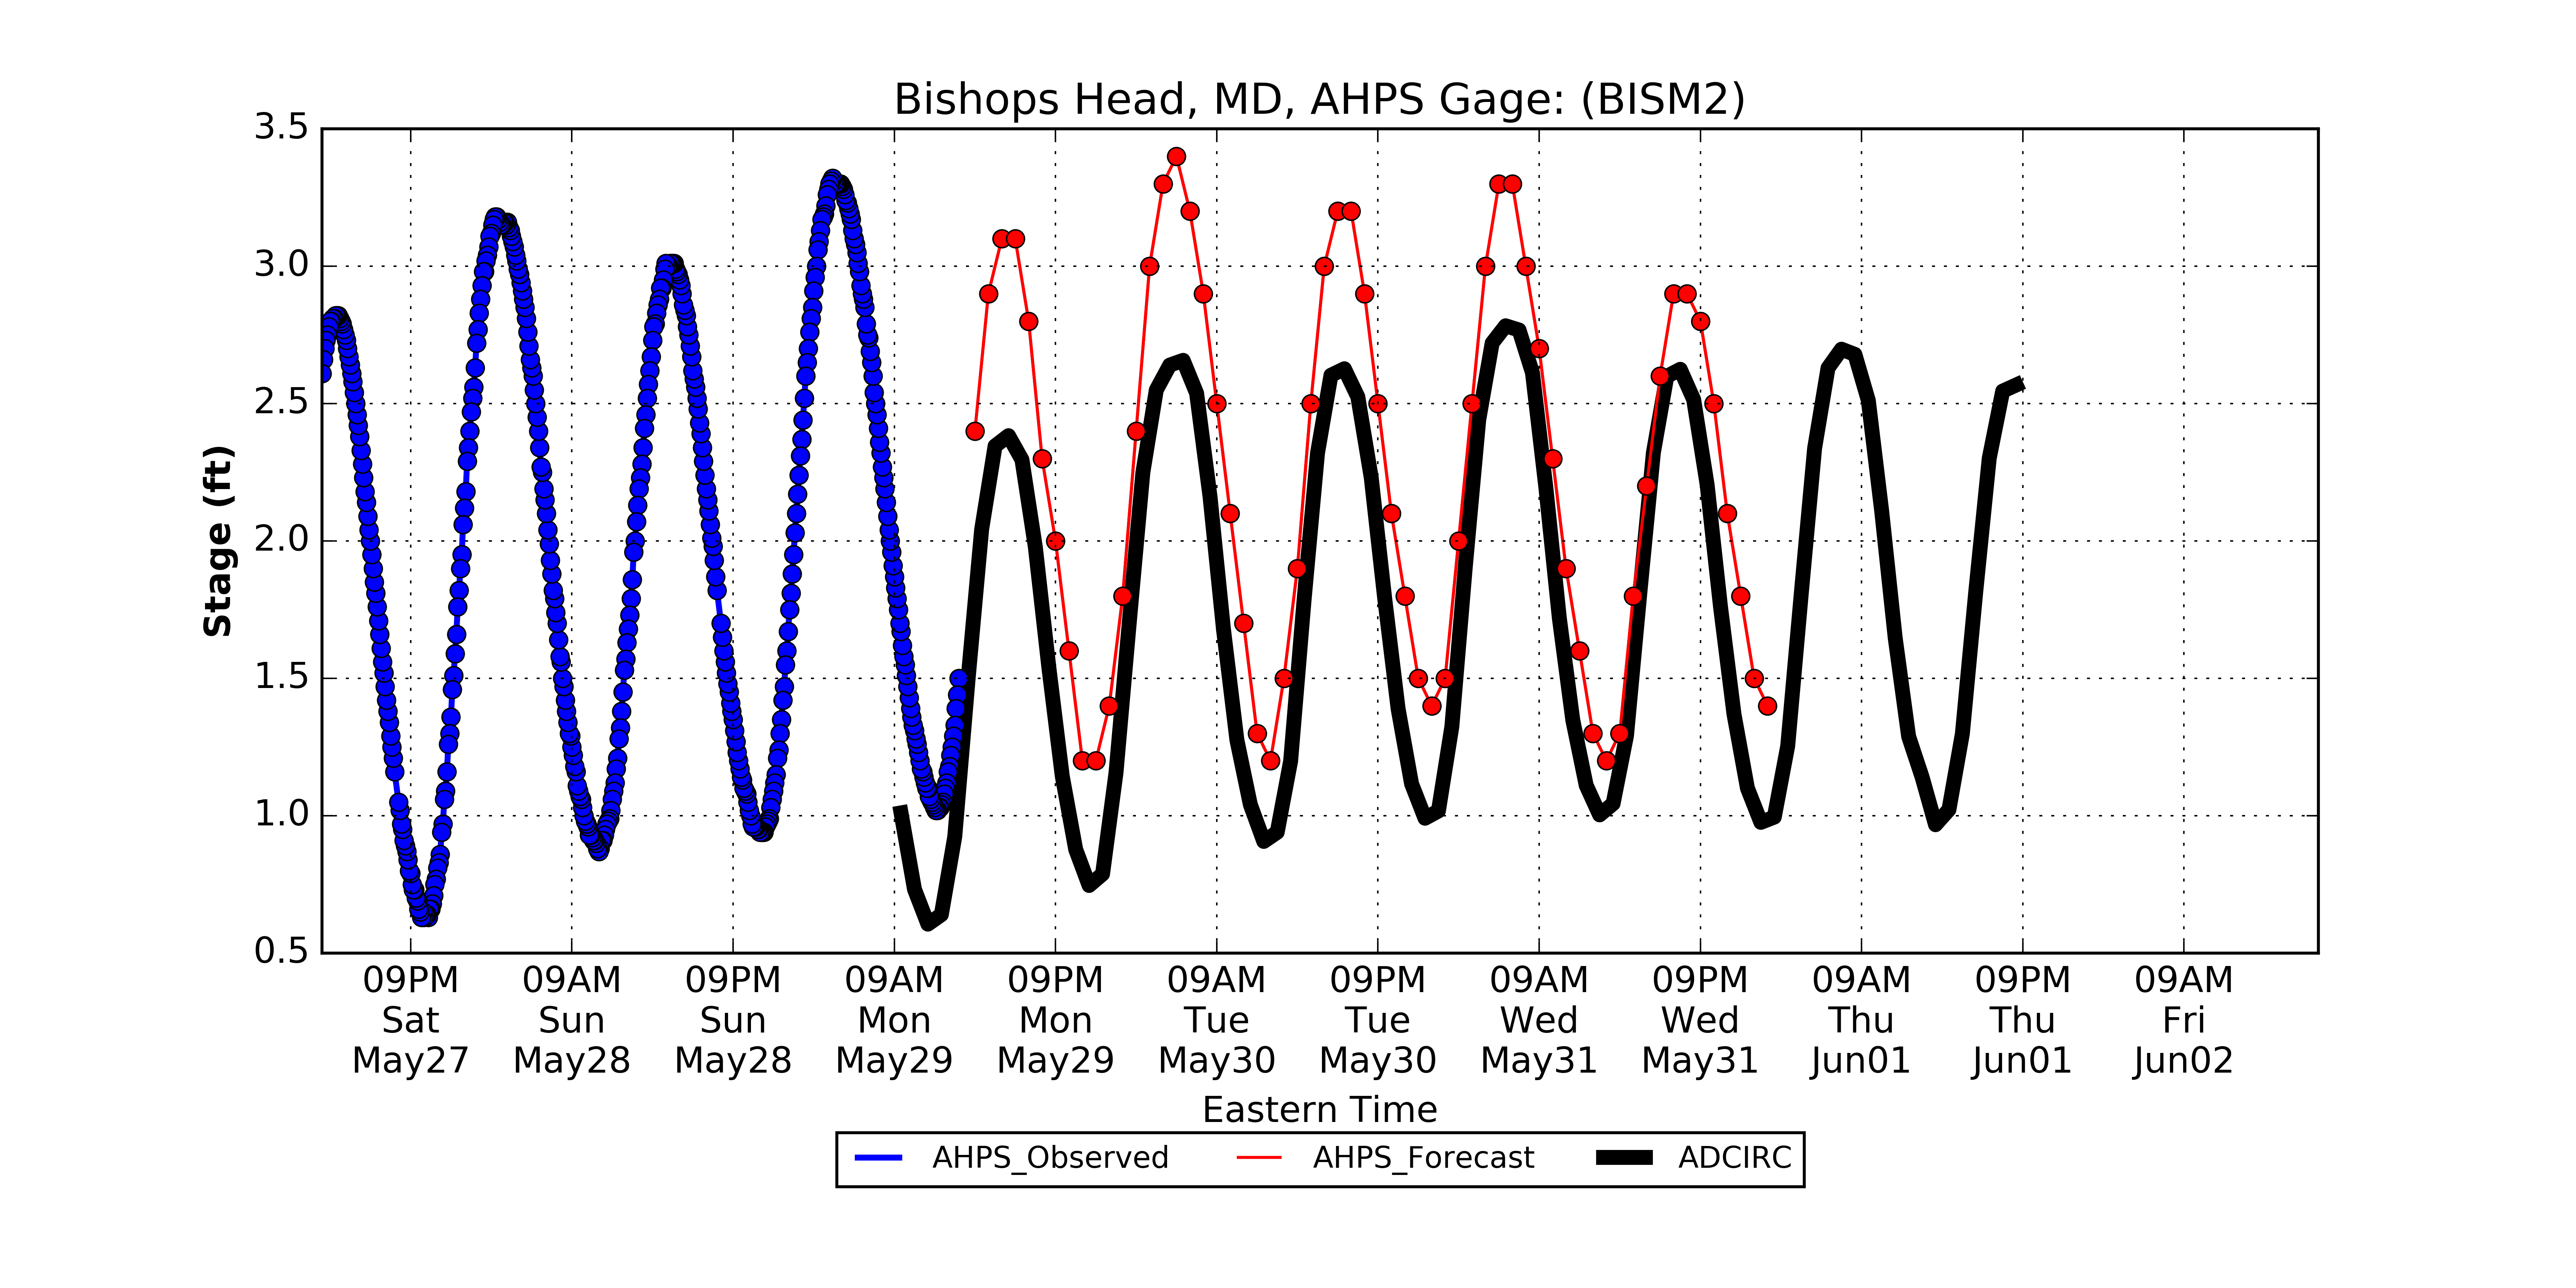 Bishops Head, MD, AHPS Gage: (BISM2)
3.5
3.0
2.5
2.0
1.5
1.0
0.5
Stage (ft)
09PM 09AM 09PM 09AM 09PM 09AM 09PM 09AM 09PM 09AM 09PM 09AM
Sat Sun Sun Mon Mon Tue Tue Wed Wed Thu Thu Fri
May27 May28 May28 May29 May29 May30 May30 May31 May31 Jun01 Jun01 Jun02
Eastern Time
AHPS_Observed AHPS_Forecast ADCIRC